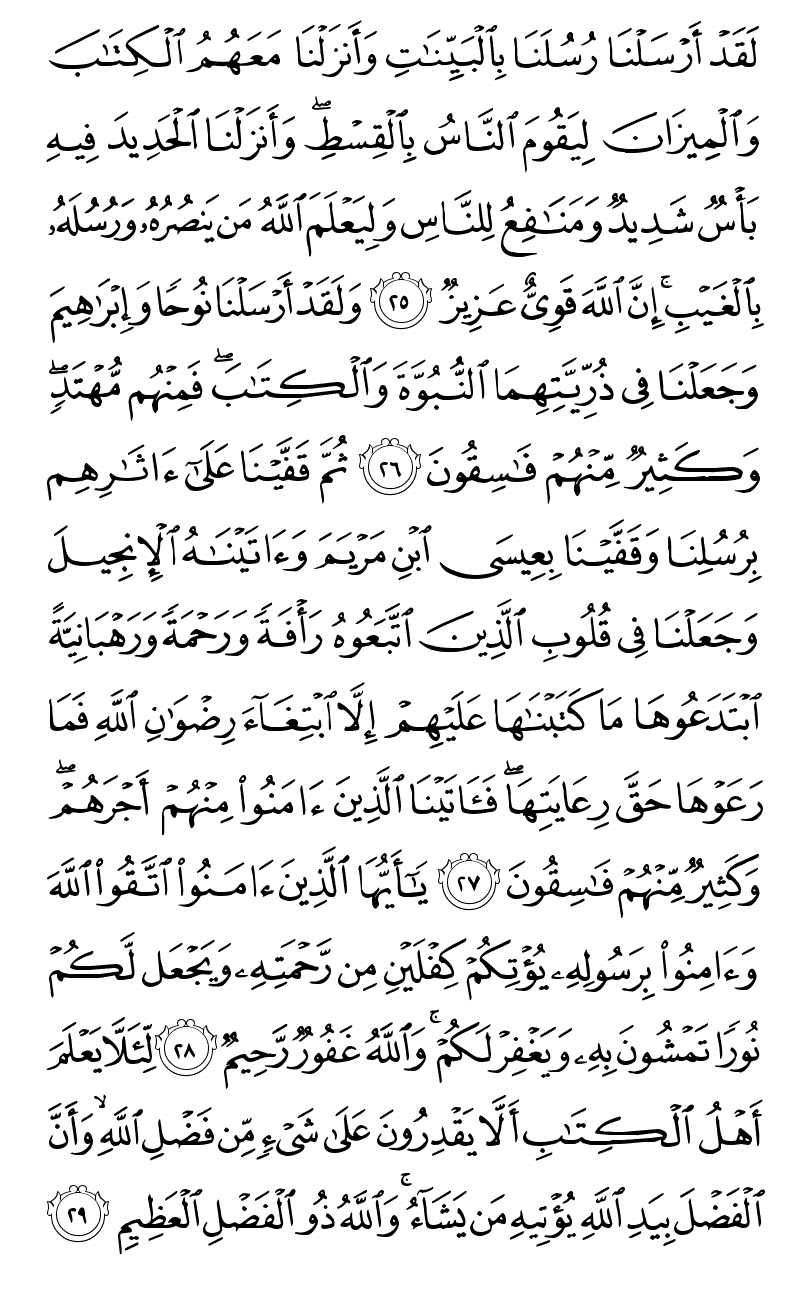 لَقَدۡ أَرۡسَلۡنَا رُسُلَنَا بِٱلۡبَيِّنَٰتِ وَأَنزَلۡنَا مَعَهُمُ ٱلۡكِتَٰبَ
وَٱلۡمِيزَانَ لِيَقُومَ ٱلنَّاسُ بِٱلۡقِسۡطِۖ وَأَنزَلۡنَا ٱلۡحَدِيدَ فِيهِ
بَأۡسٞ شَدِيدٞ وَمَنَٰفِعُ لِلنَّاسِ وَلِيَعۡلَمَ ٱللَّهُ مَن يَنصُرُهُۥ وَرُسُلَهُۥ
بِٱلۡغَيۡبِۚ إِنَّ ٱللَّهَ قَوِيٌّ عَزِيزٞ ٢٥ وَلَقَدۡ أَرۡسَلۡنَا نُوحٗا وَإِبۡرَٰهِيمَ
وَجَعَلۡنَا فِي ذُرِّيَّتِهِمَا ٱلنُّبُوَّةَ وَٱلۡكِتَٰبَۖ فَمِنۡهُم مُّهۡتَدٖۖ
وَكَثِيرٞ مِّنۡهُمۡ فَٰسِقُونَ ٢٦ ثُمَّ قَفَّيۡنَا عَلَىٰٓ ءَاثَٰرِهِم
بِرُسُلِنَا وَقَفَّيۡنَا بِعِيسَى ٱبۡنِ مَرۡيَمَ وَءَاتَيۡنَٰهُ ٱلۡإِنجِيلَ
وَجَعَلۡنَا فِي قُلُوبِ ٱلَّذِينَ ٱتَّبَعُوهُ رَأۡفَةٗ وَرَحۡمَةٗۚ وَرَهۡبَانِيَّةً
ٱبۡتَدَعُوهَا مَا كَتَبۡنَٰهَا عَلَيۡهِمۡ إِلَّا ٱبۡتِغَآءَ رِضۡوَٰنِ ٱللَّهِ فَمَا
رَعَوۡهَا حَقَّ رِعَايَتِهَاۖ فَـَٔاتَيۡنَا ٱلَّذِينَ ءَامَنُواْ مِنۡهُمۡ أَجۡرَهُمۡۖ
وَكَثِيرٞ مِّنۡهُمۡ فَٰسِقُونَ ٢٧ يَٰٓأَيُّهَا ٱلَّذِينَ ءَامَنُواْ ٱتَّقُواْ ٱللَّهَ
وَءَامِنُواْ بِرَسُولِهِۦ يُؤۡتِكُمۡ كِفۡلَيۡنِ مِن رَّحۡمَتِهِۦ وَيَجۡعَل لَّكُمۡ
نُورٗا تَمۡشُونَ بِهِۦ وَيَغۡفِرۡ لَكُمۡۚ وَٱللَّهُ غَفُورٞ رَّحِيمٞ ٢٨ لِّئَلَّا يَعۡلَمَ
أَهۡلُ ٱلۡكِتَٰبِ أَلَّا يَقۡدِرُونَ عَلَىٰ شَيۡءٖ مِّن فَضۡلِ ٱللَّهِۙ وَأَنَّ
ٱلۡفَضۡلَ بِيَدِ ٱللَّهِ يُؤۡتِيهِ مَن يَشَآءُۚ وَٱللَّهُ ذُو ٱلۡفَضۡلِ ٱلۡعَظِيمِ ٢٩